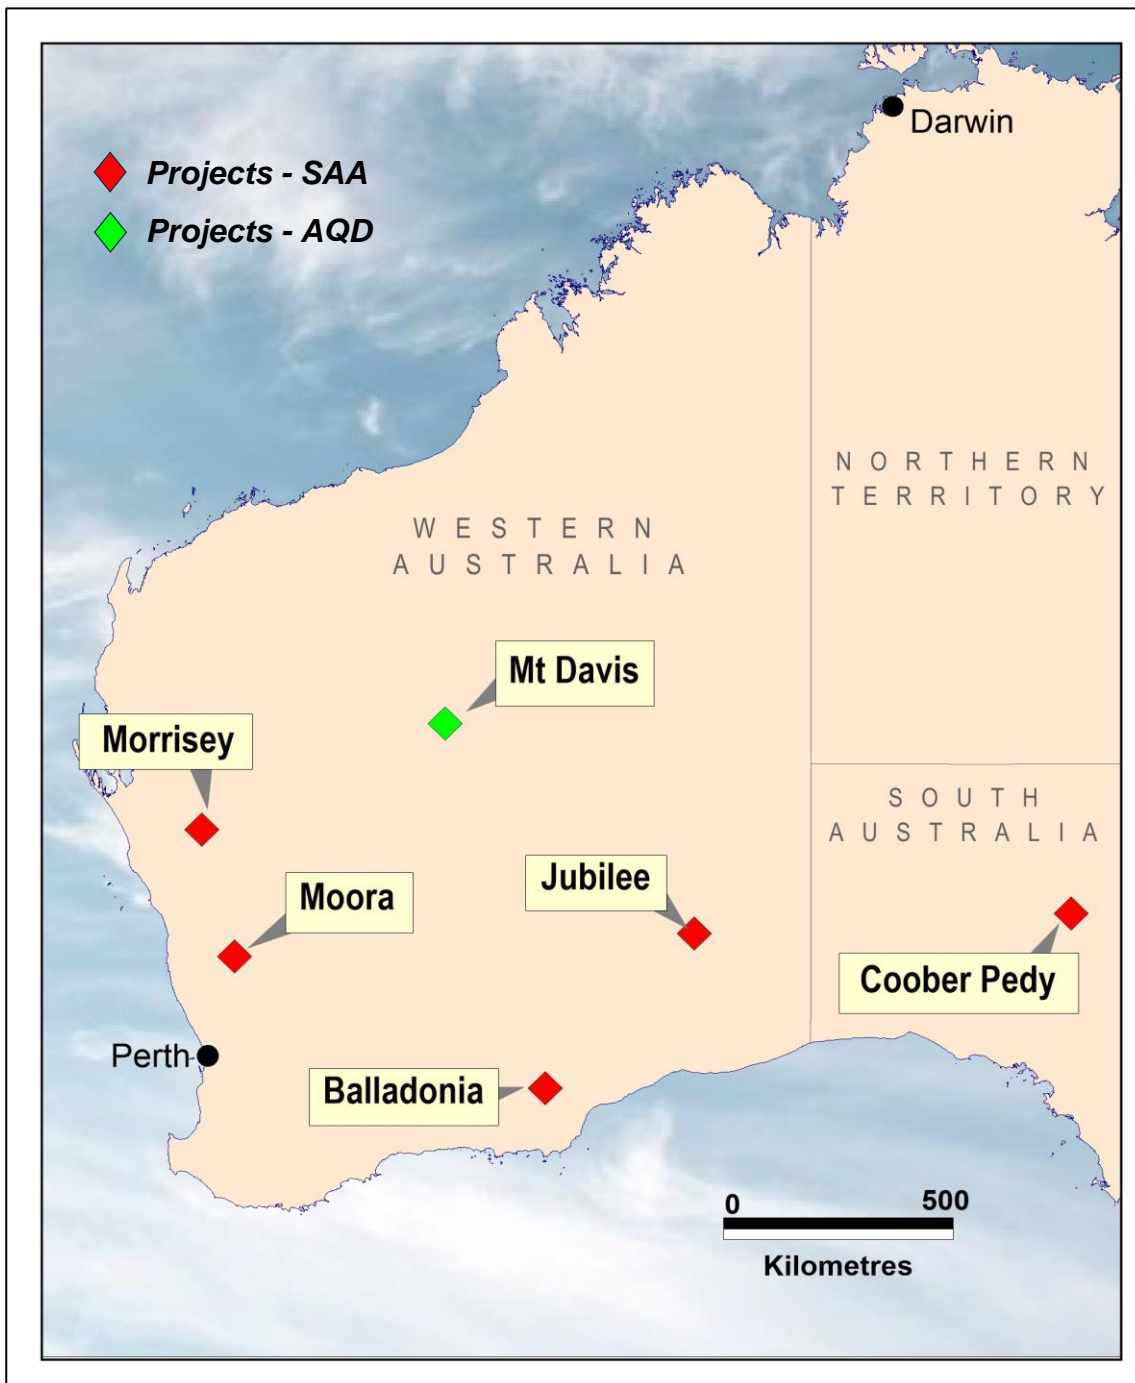 Darwin
Projects - SAA
Projects - AQD
NORTHERN
TERRITORY
WESTERN
AUSTRALIA
Mt Davis
Morrisey
SOUTH
AUSTRALIA
Jubilee
Moora
Coober Pedy
Perth
Balladonia
0 500
Kilometres